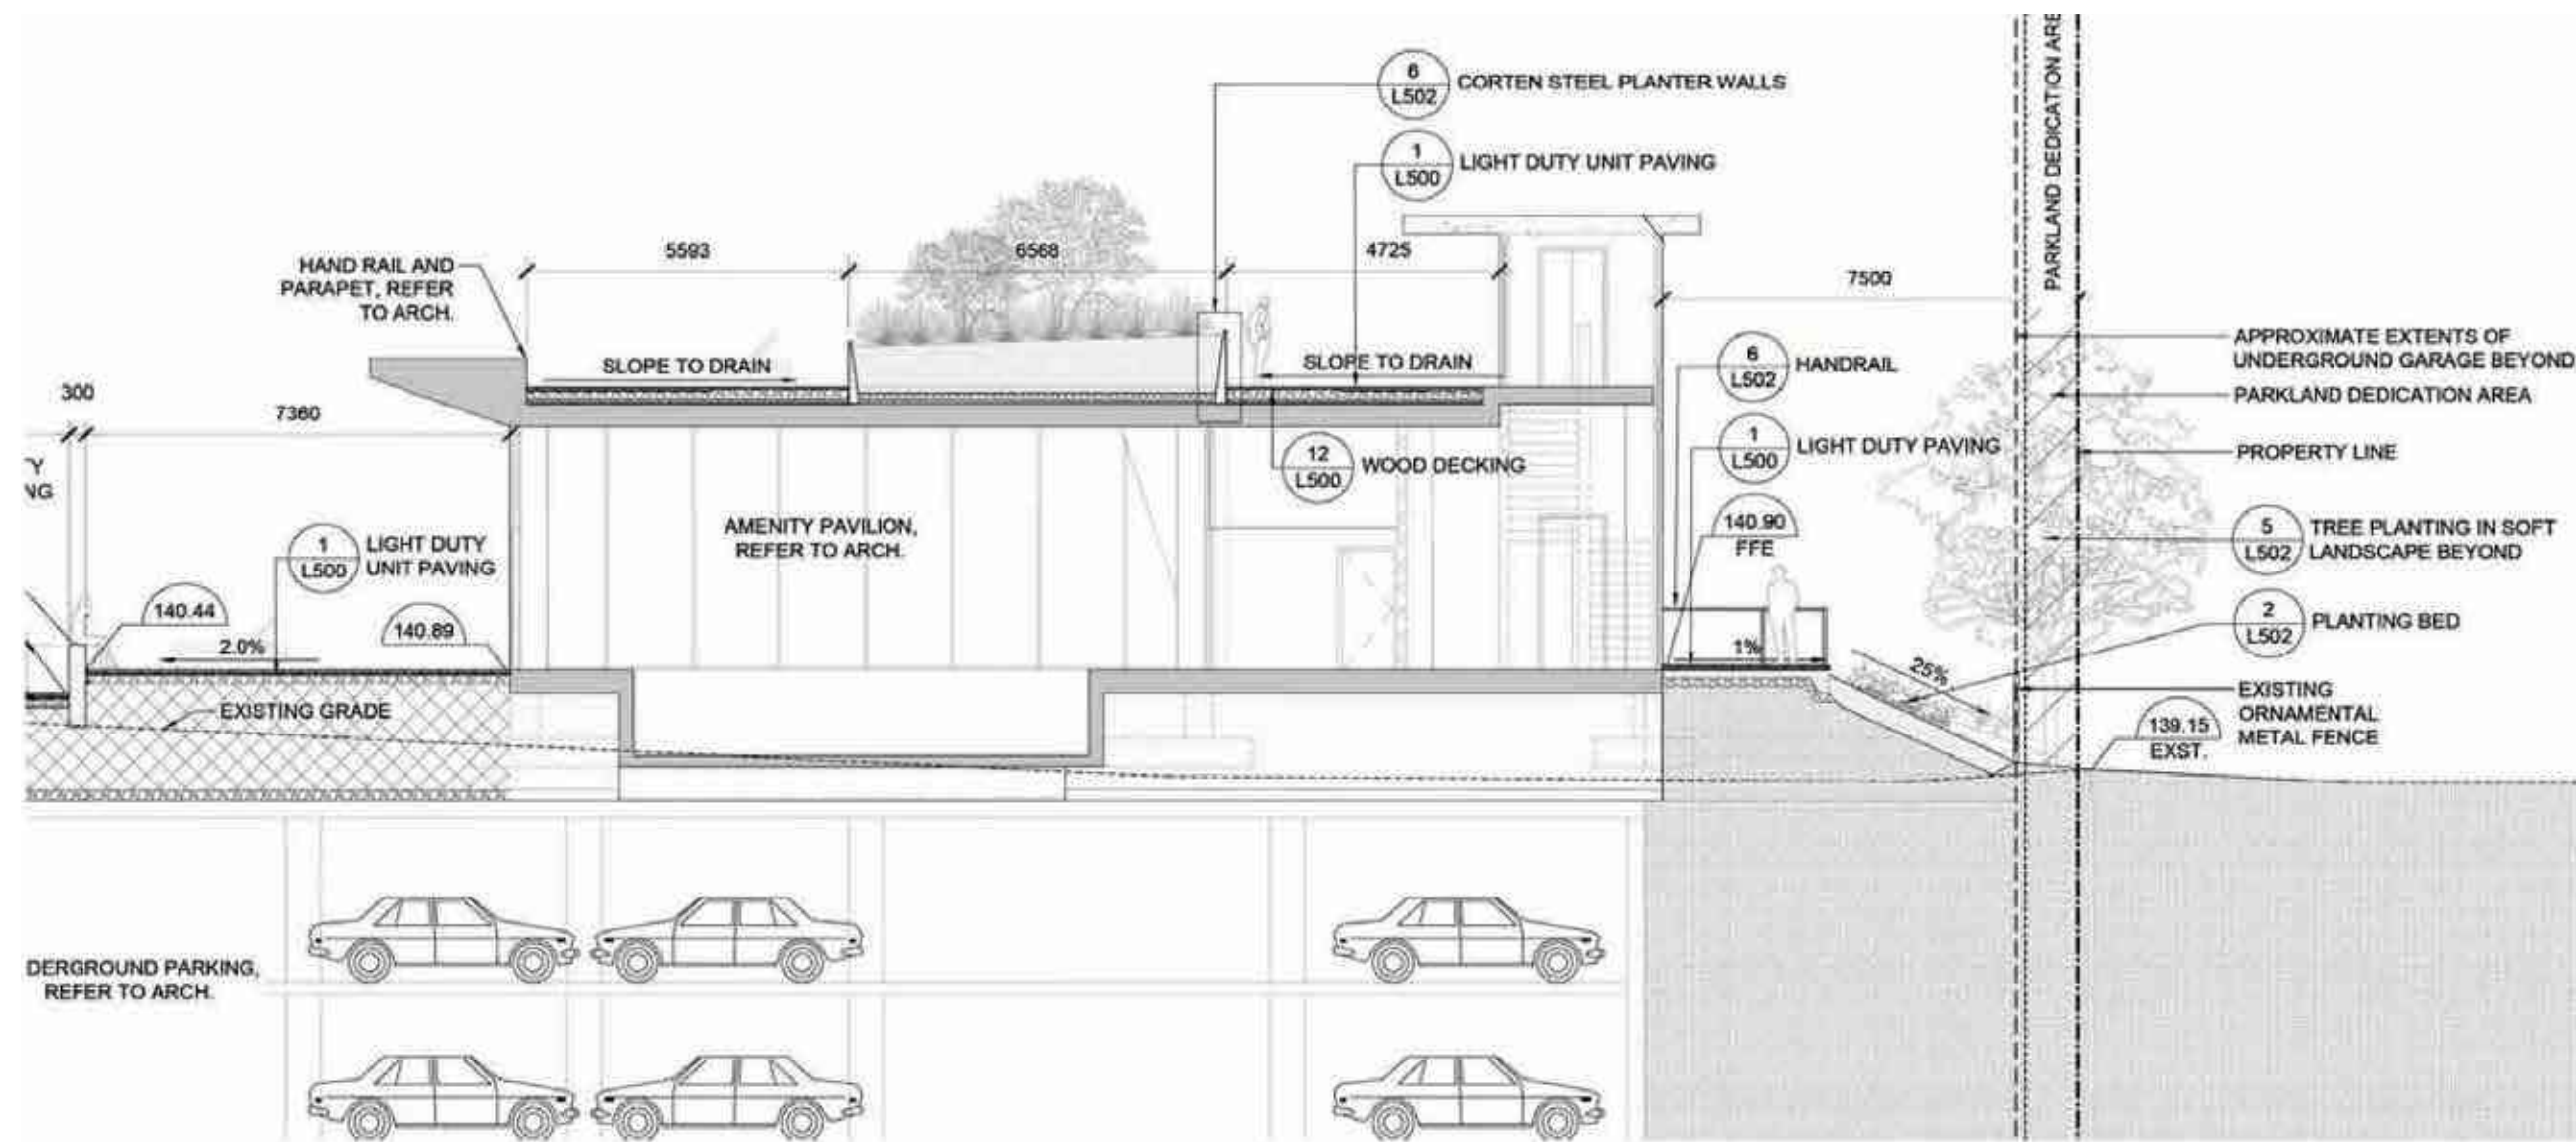 PARKLAND DEDICATION ARE
6
L502
CORTEN STEEL PLANTER WALLS
1
L500
LIGHT DUTY UNIT PAVING
5593
6568
4725
7500
HAND RAIL AND
PARAPET, REFER
TO ARCH.
SLOPE TO DRAIN
SLOPE TO DRAIN
300
7360
6
L502
HANDRAIL
1
L500
LIGHT DUTY PAVING
12
L500
WOOD DECKING
APPROXIMATE EXTENTS OF
UNDERGROUND GARAGE BEYOND
PARKLAND DEDICATION AREA
PROPERTY LINE
Y
NG
1
L500
LIGHT DUTY
UNIT PAVING
AMENITY PAVILION,
REFER TO ARCH.
140.90
FFE
5
L502
TREE PLANTING IN SOFT
LANDSCAPE BEYOND
140.44
2.0%
140.89
1%
25%
2
L502
PLANTING BED
EXISTING GRADE
EXISTING
ORNAMENTAL
METAL FENCE
139.15
EXST.
DERGROUND PARKING,
REFER TO ARCH.